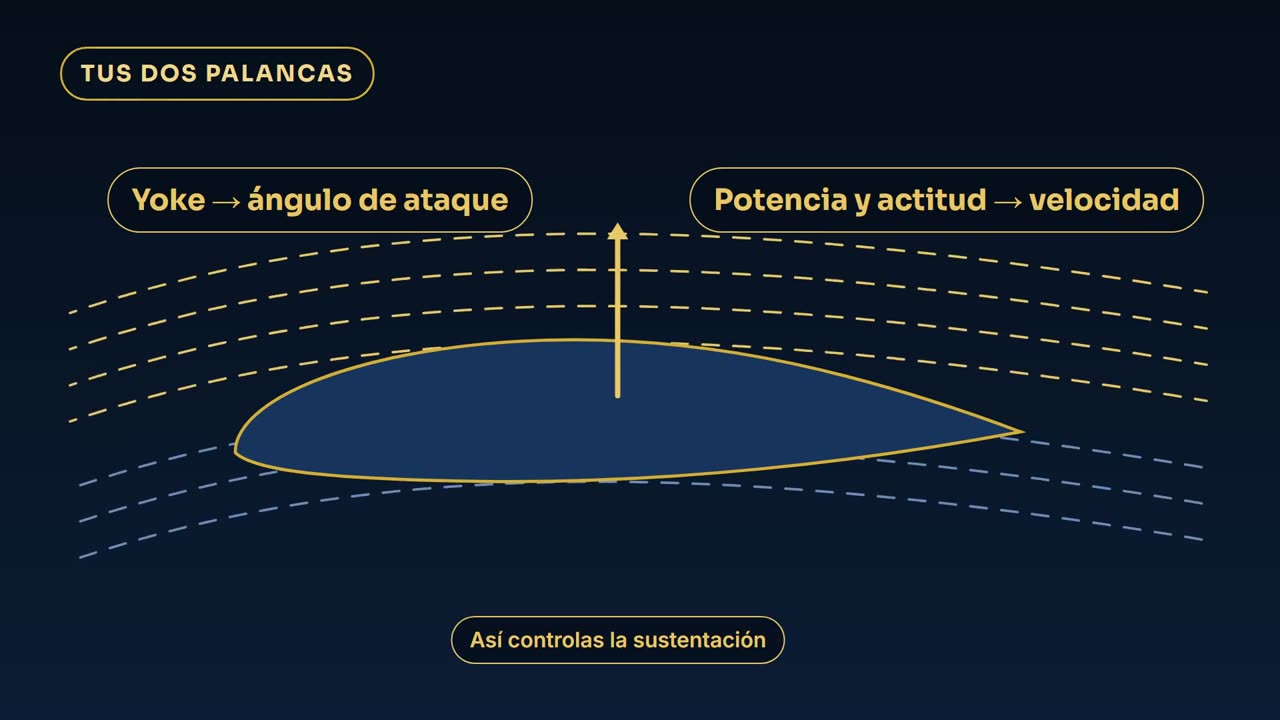 TUS DOS PALANCAS
Yoke → ángulo de ataque
Potencia y actitud → velocidad
Así controlas la sustentación